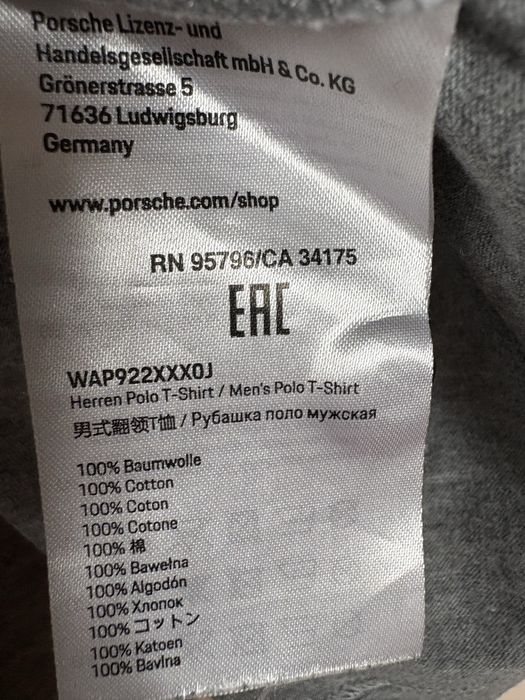 Porsche Lizenz- und
Handelsgesellschaft mbH & Co. KG
Grönerstrasse 5
71636 Ludwigsburg
Germany
www.porsche.com/shop
RN 95796/CA 34175
EAC
WAP922XXX0J
Herren Polo T-Shirt / Men's Polo T-Shirt
男式翻领T恤 / Рубашка поло мужская
100% Baumwolle
100% Cotton
100% Coton
100% Cotone
100% 棉
100% Bawełna
100% Algodón
100% Хлопок
100% コットン
100% Katoen
100% Bavlna